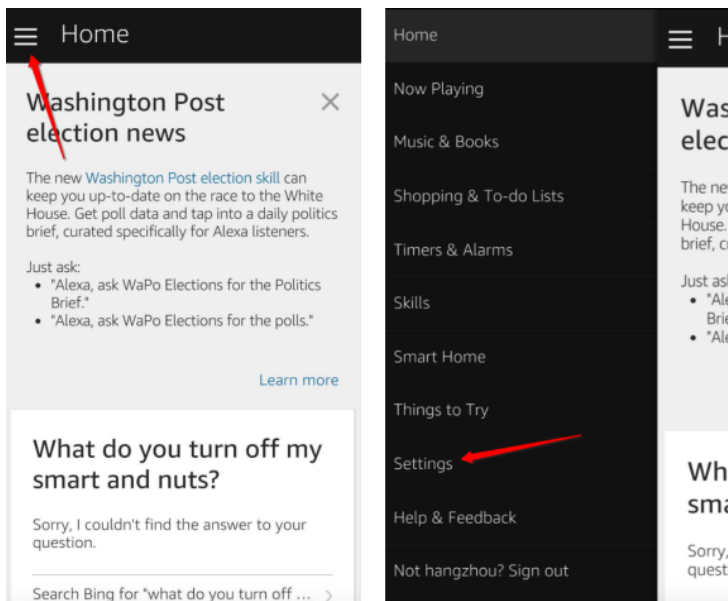 Home
Washington Post
election news
The new Washington Post election skill can
keep you up-to-date on the race to the White
House. Get poll data and tap into a daily politics
brief, curated specifically for Alexa listeners.
Just ask:
• "Alexa, ask WaPo Elections for the Politics
Brief."
• "Alexa, ask WaPo Elections for the polls."
Learn more
What do you turn off my
smart and nuts?
Sorry, I couldn't find the answer to your
question.
Search Bing for "what do you turn off ...
Home
Now Playing
Music & Books
Shopping & To-do Lists
Timers & Alarms
Skills
Smart Home
Things to Try
Settings
Help & Feedback
Not hangzhou? Sign out
H
Was
elec
The ne
keep yo
House.
brief, c
Just as
• "Ale
Brie
• "Ale
Wh
sma
Sorry,
quest